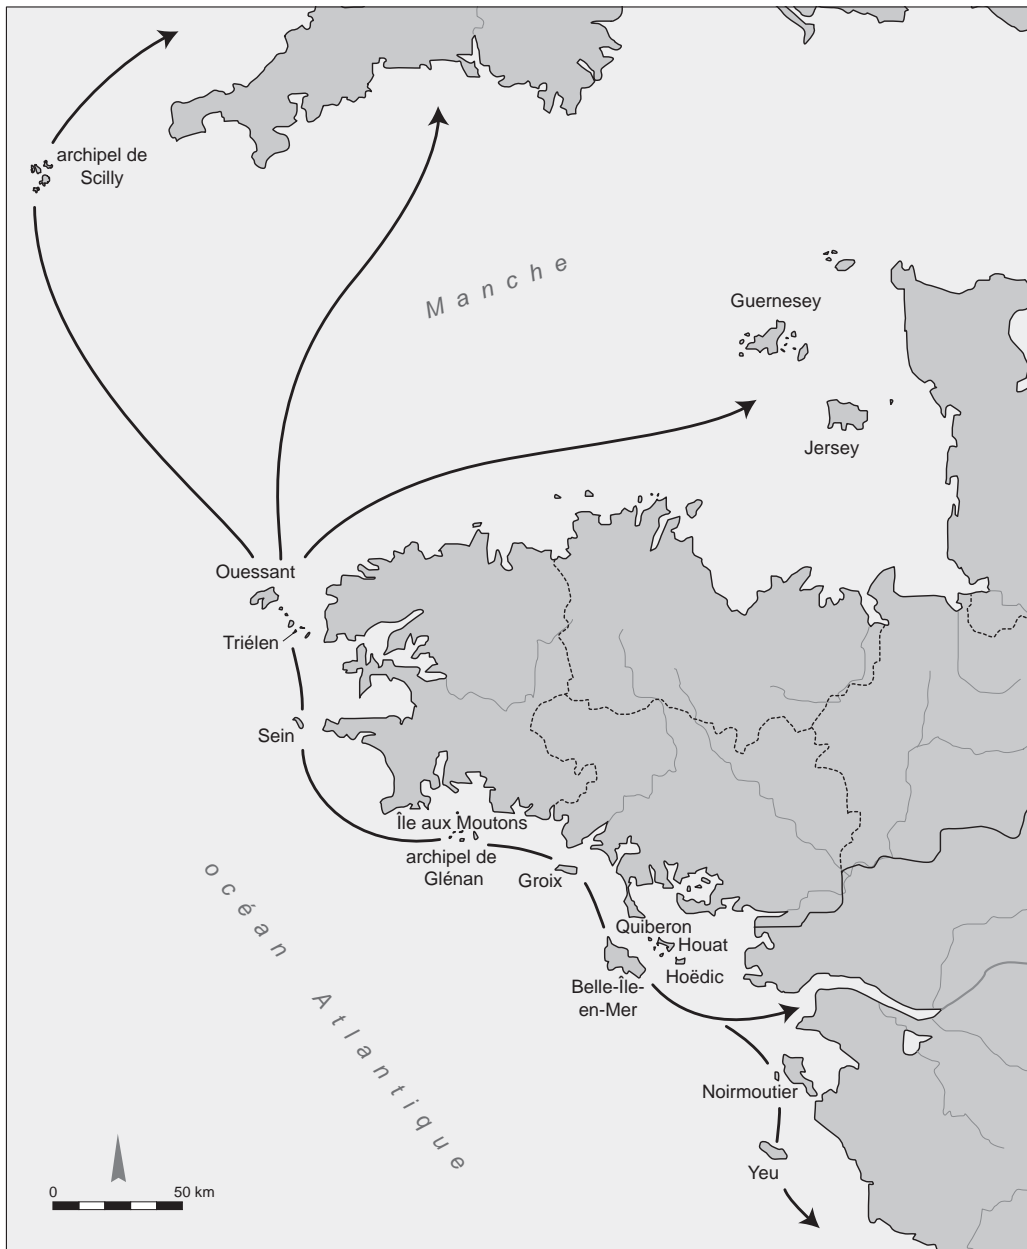 archipel de
Scilly
Manche
Guernesey
Jersey
Ouessant
Triélen
Sein
Île aux Moutons
archipel de
Glénan
Groix
Quiberon
Houat
Hoëdic
Belle-Île-
en-Mer
océan Atlantique
Noirmoutier
Yeu
0 50 km